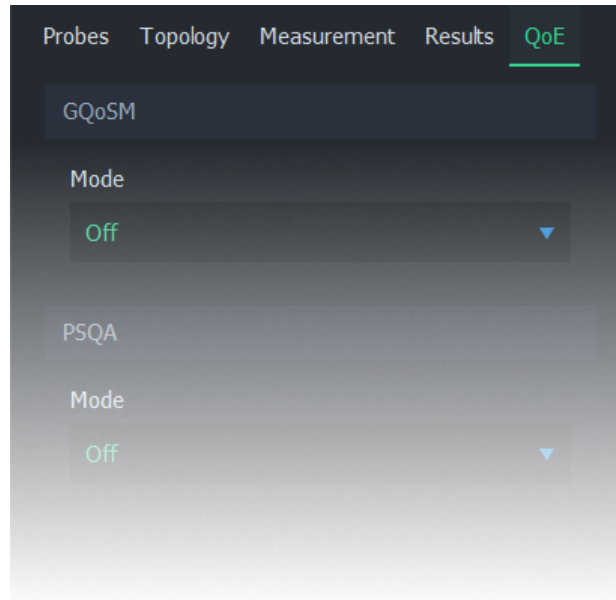 Probes Topology Measurement Results QoE
GQoSM
Mode
Off
PSQA
Mode
Off